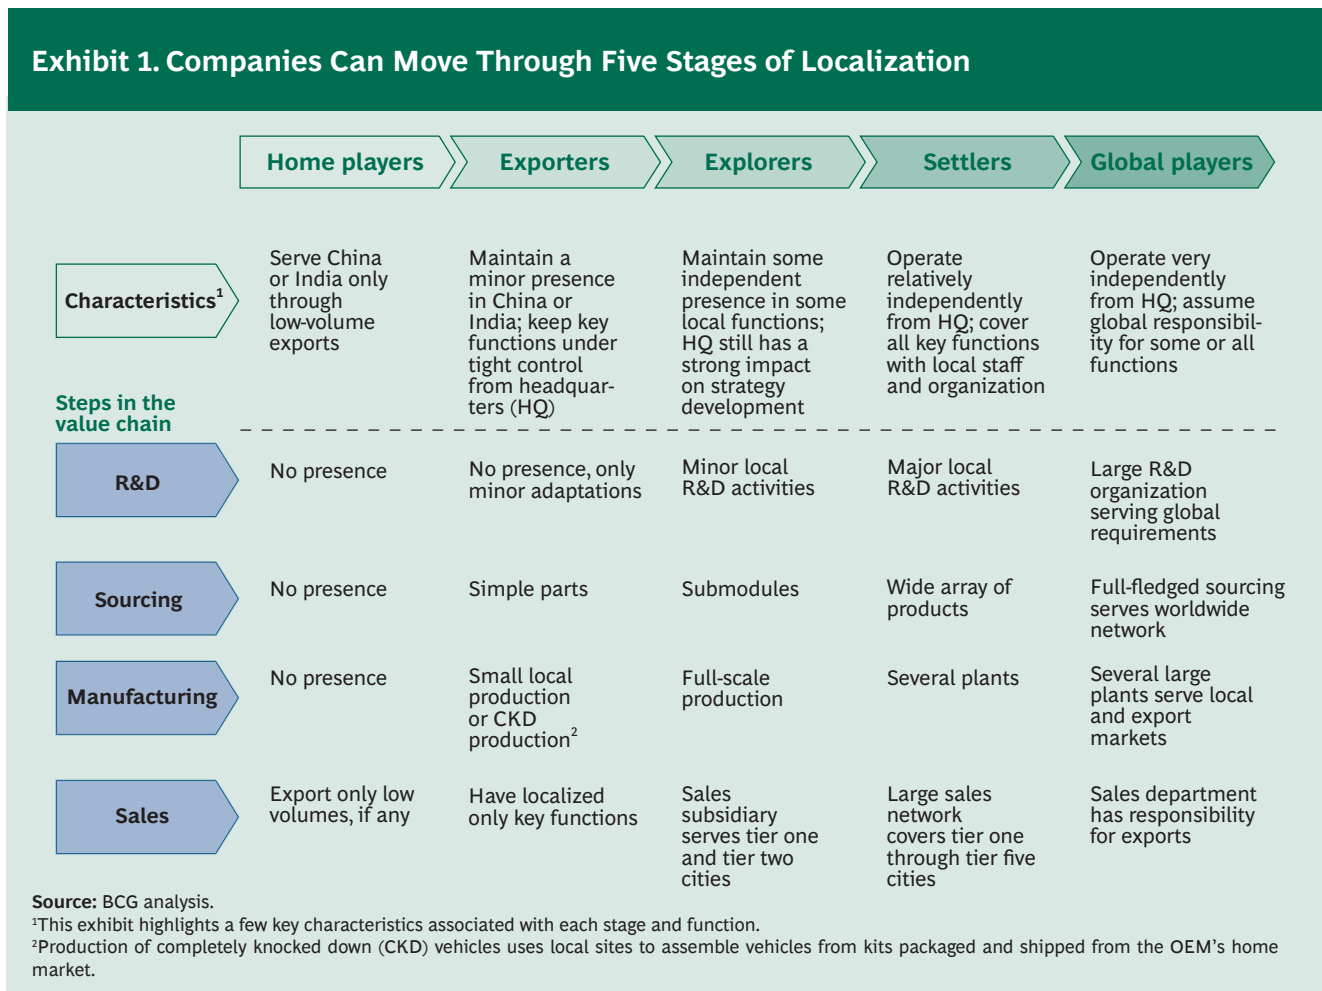 Exhibit 1. Companies Can Move Through Five Stages of Localization
Home players
Exporters
Explorers
Settlers
Global players
Characteristics¹
Serve China
or India only
through
low-volume
exports
Maintain a
minor presence
in China or
India; keep key
functions under
tight control
from headquar-
ters (HQ)
Maintain some
independent
presence in some
local functions;
HQ still has a
strong impact
on strategy
development
Operate
relatively
independently
from HQ; cover
all key functions
with local staff
and organization
Operate very
independently
from HQ; assume
global responsibil-
ity for some or all
functions
Steps in the
value chain
R&D
No presence
No presence, only
minor adaptations
Minor local
R&D activities
Major local
R&D activities
Large R&D
organization
serving global
requirements
Sourcing
No presence
Simple parts
Submodules
Wide array of
products
Full-fledged sourcing
serves worldwide
network
Manufacturing
No presence
Small local
production
or CKD
production²
Full-scale
production
Several plants
Several large
plants serve local
and export
markets
Sales
Export only low
volumes, if any
Have localized
only key functions
Sales
subsidiary
serves tier one
and tier two
cities
Large sales
network
covers tier one
through tier five
cities
Sales department
has responsibility
for exports
Source: BCG analysis.
¹This exhibit highlights a few key characteristics associated with each stage and function.
²Production of completely knocked down (CKD) vehicles uses local sites to assemble vehicles from kits packaged and shipped from the OEM's home
market.